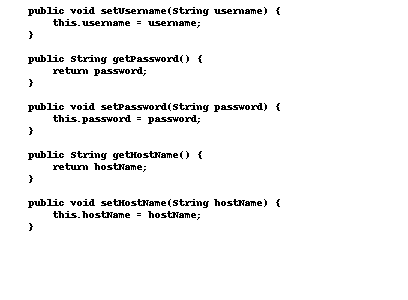 public void setUsername(String username) {
    this.username = username;
}

public String getPassword() {
    return password;
}

public void setPassword(String password) {
    this.password = password;
}

public String getHostName() {
    return hostName;
}

public void setHostName(String hostName) {
    this.hostName = hostName;
}